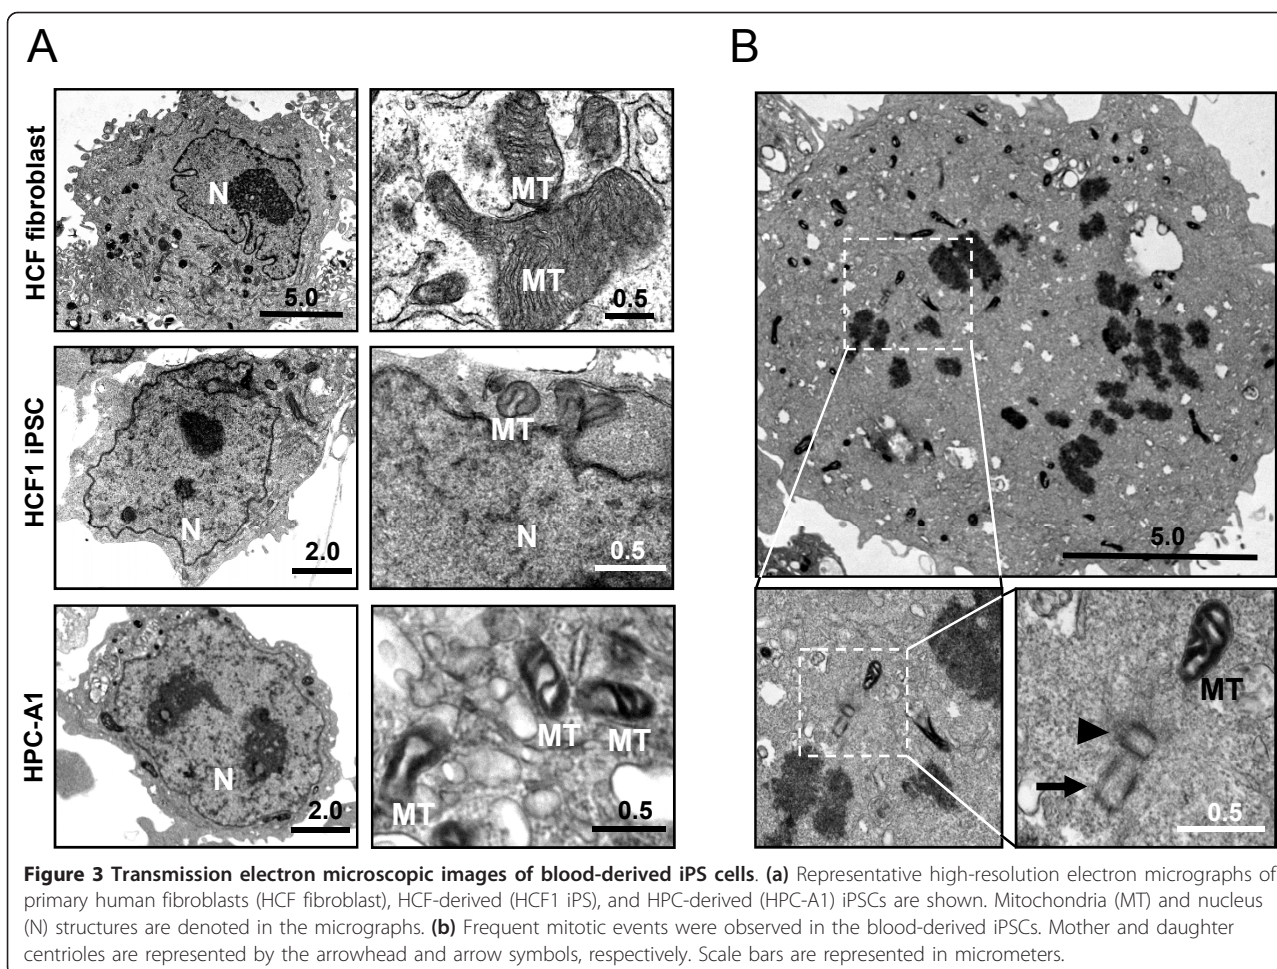 A
B
HCF fibroblast
N
5.0
MT
MT
0.5
HCF1 iPSC
N
2.0
MT
N
0.5
HPC-A1
N
2.0
MT
MT
MT
0.5
5.0
MT
0.5
Figure 3 Transmission electron microscopic images of blood-derived iPS cells. (a) Representative high-resolution electron micrographs of
primary human fibroblasts (HCF fibroblast), HCF-derived (HCF1 iPS), and HPC-derived (HPC-A1) iPSCs are shown. Mitochondria (MT) and nucleus
(N) structures are denoted in the micrographs. (b) Frequent mitotic events were observed in the blood-derived iPSCs. Mother and daughter
centrioles are represented by the arrowhead and arrow symbols, respectively. Scale bars are represented in micrometers.